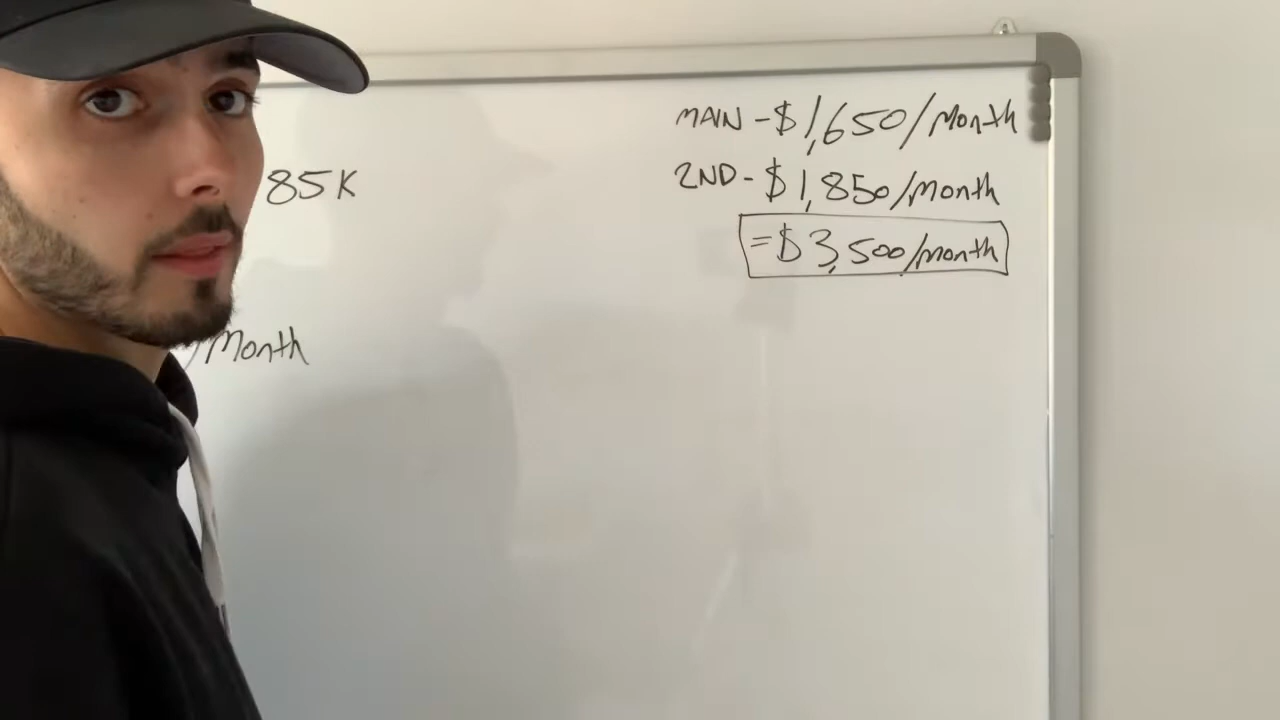 85K
/Month
MAIN - $1,650/Month
2ND - $1,850/month
= $3,500/month